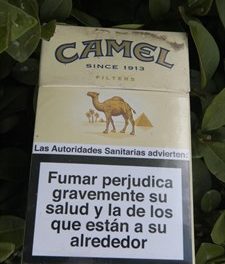 CAMEL
SINCE 1913
FILTERS
Las Autoridades Sanitarias advierten:
Fumar perjudica
gravemente su
salud y la de los
que están a su
alrededor